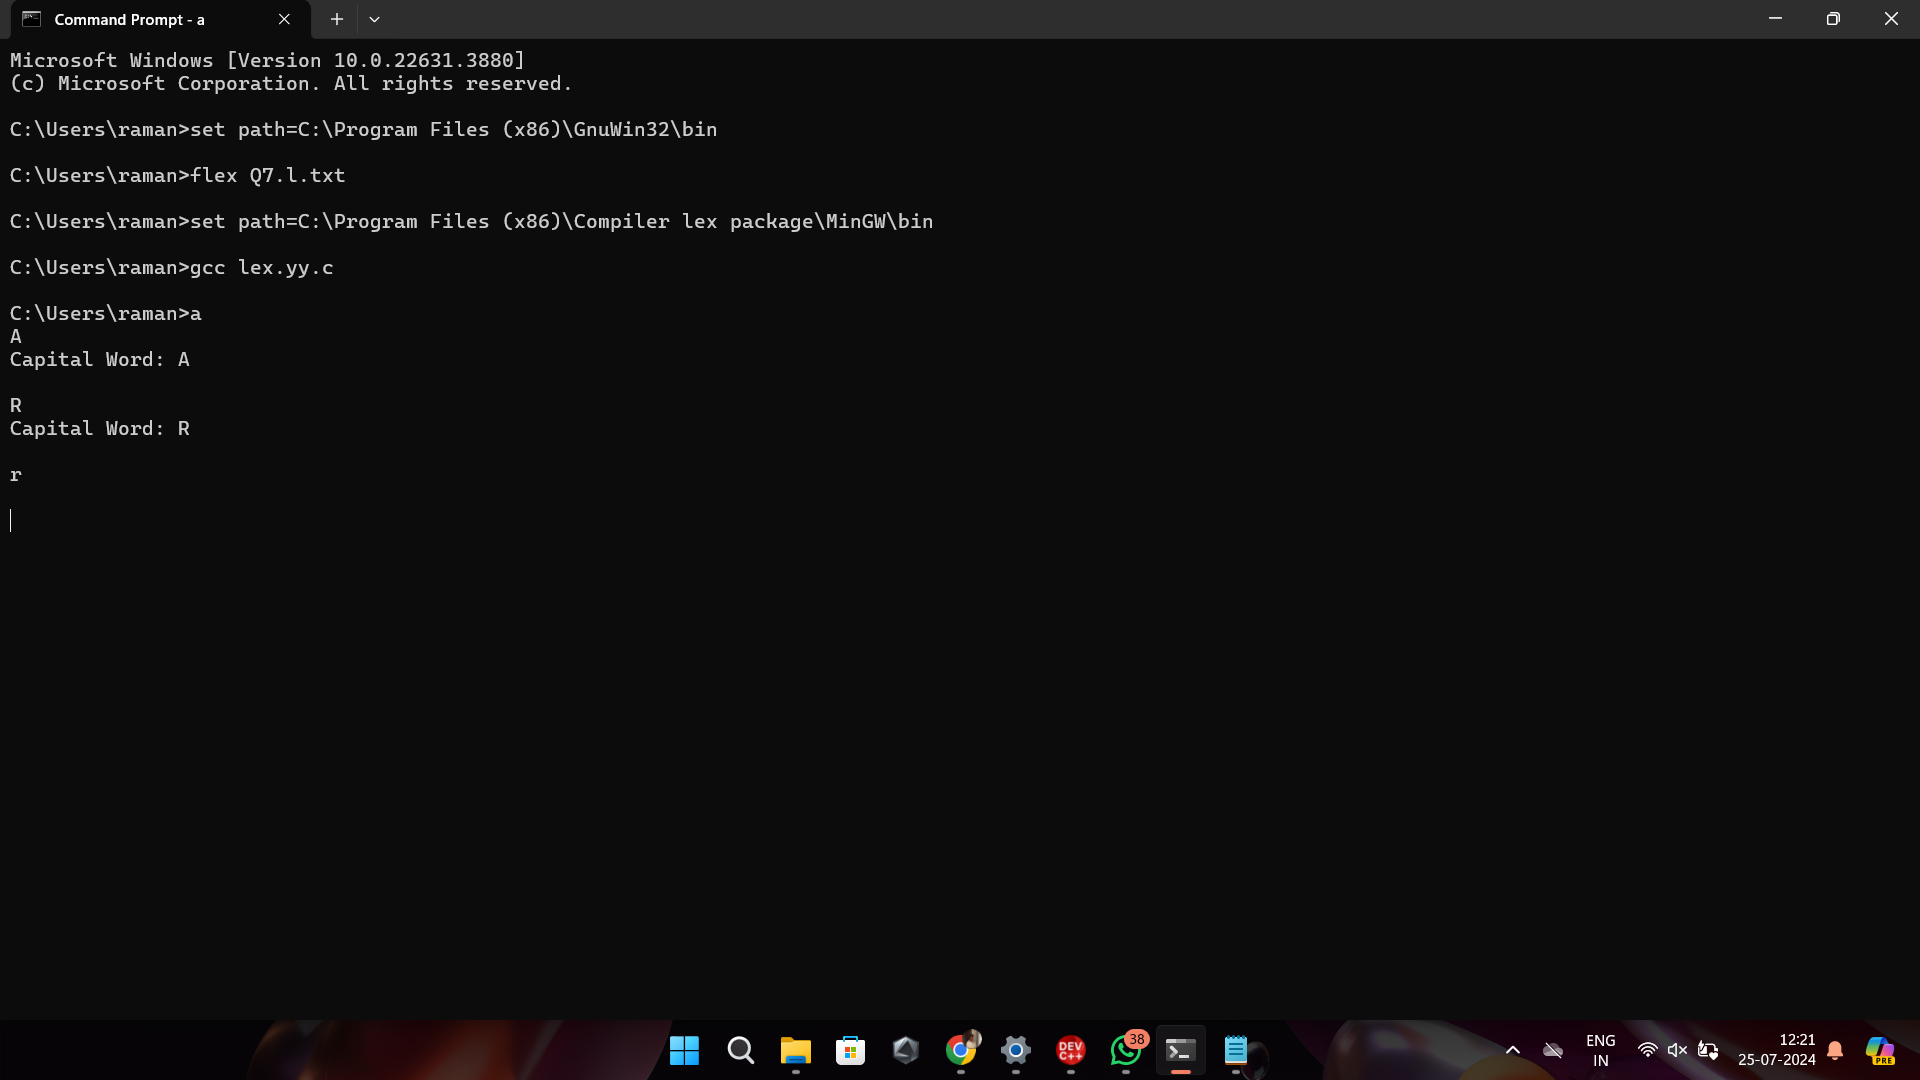 Command Prompt - a
Microsoft Windows [Version 10.0.22631.3880]
(c) Microsoft Corporation. All rights reserved.
C:\Users\raman>set path=C:\Program Files (x86)\GnuWin32\bin
C:\Users\raman>flex Q7.l.txt
C:\Users\raman>set path=C:\Program Files (x86)\Compiler lex package\MinGW\bin
C:\Users\raman>gcc lex.yy.c
C:\Users\raman>a
A
Capital Word: A
R
Capital Word: R
r
DEV
C++
38
ENG
IN
12:21
25-07-2024
PRE